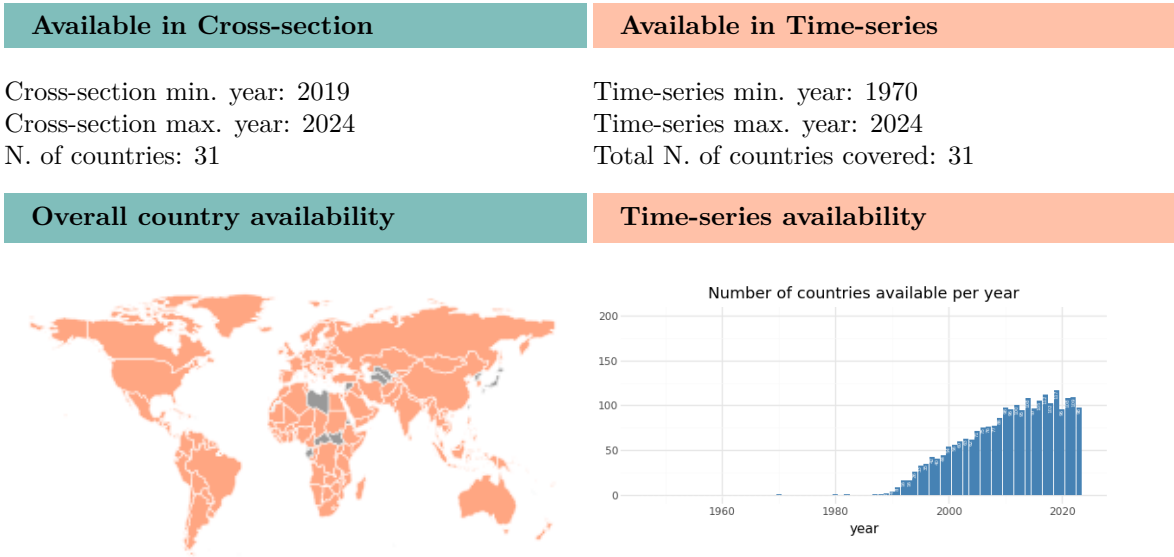 Available in Cross-section
Available in Time-series
Cross-section min. year: 2019
Cross-section max. year: 2024
N. of countries: 31
Time-series min. year: 1970
Time-series max. year: 2024
Total N. of countries covered: 31
Overall country availability
Time-series availability
Number of countries available per year
200
150
100
50
0
1960
1980
2000
2020
year